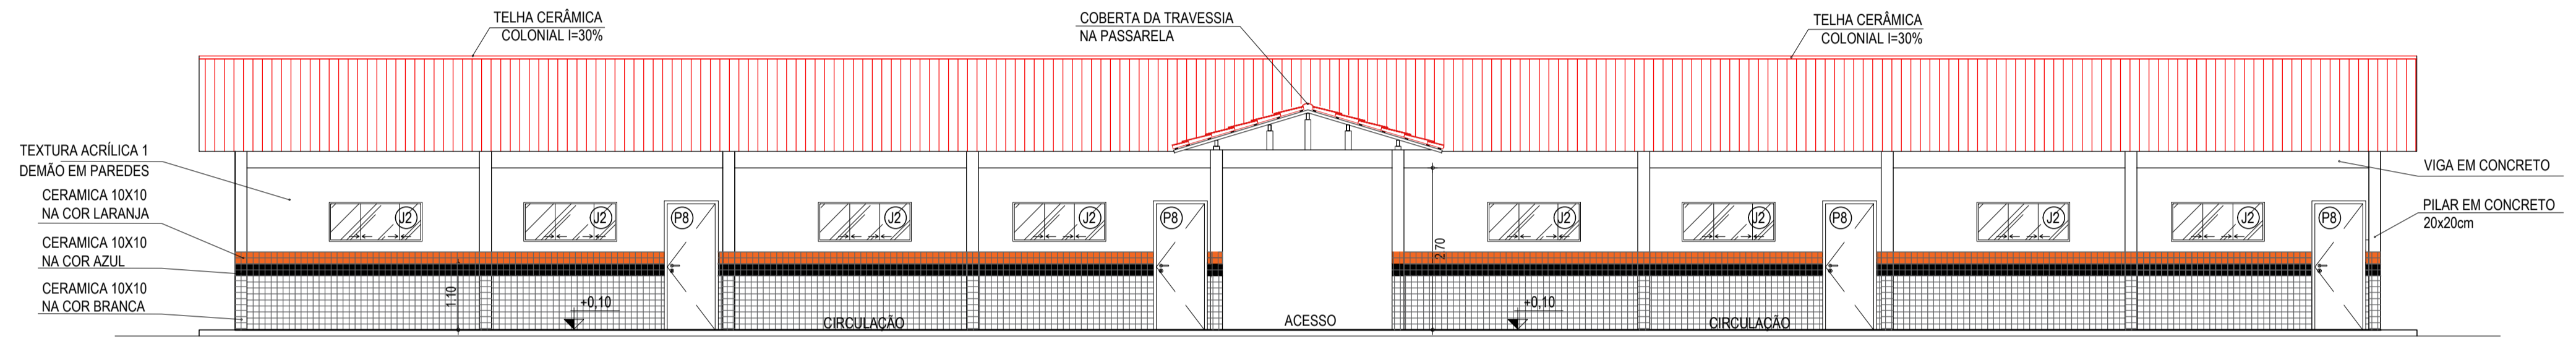 TELHA CERÂMICA
COLONIAL I=30%
COBERTA DA TRAVESSIA
NA PASSARELA
TELHA CERÂMICA
COLONIAL I=30%
TEXTURA ACRÍLICA 1
DEMÃO EM PAREDES
CERAMICA 10X10
NA COR LARANJA
CERAMICA 10X10
NA COR AZUL
CERAMICA 10X10
NA COR BRANCA
VIGA EM CONCRETO
PILAR EM CONCRETO
20x20cm
J2
J2
P8
J2
J2
P8
J2
J2
P8
J2
J2
P8
2.70
1.10
+0,10
CIRCULAÇÃO
ACESSO
+0,10
CIRCULAÇÃO